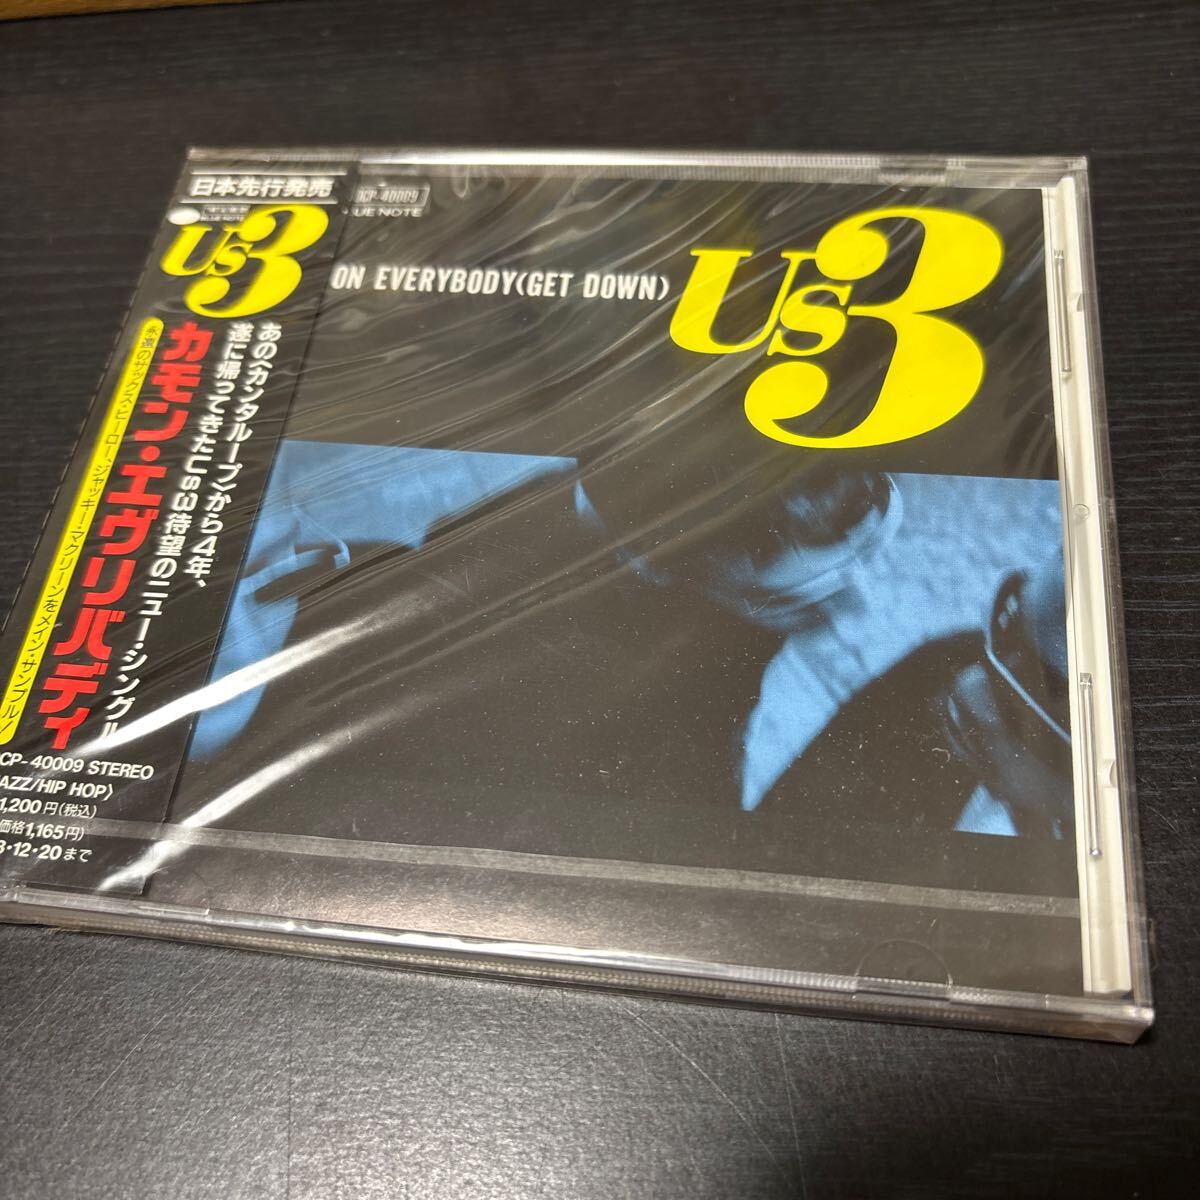 日本先行発売
BLUE NOTE
Us3
あの〈カンタループ〉から4年、
遂に帰ってきたUs3待望のニュー・シングル
カモン・エヴリバディ
永遠のサックス・ヒーロー、ジャッキー・マクリーンをメイン・サンプル!
CP-40009 STEREO
JAZZ/HIP HOP〉
1,200円(税込)
価格1,165円)
・12・20まで
CP-40009
LUE NOTE
ON EVERYBODY(GET DOWN)
Us3